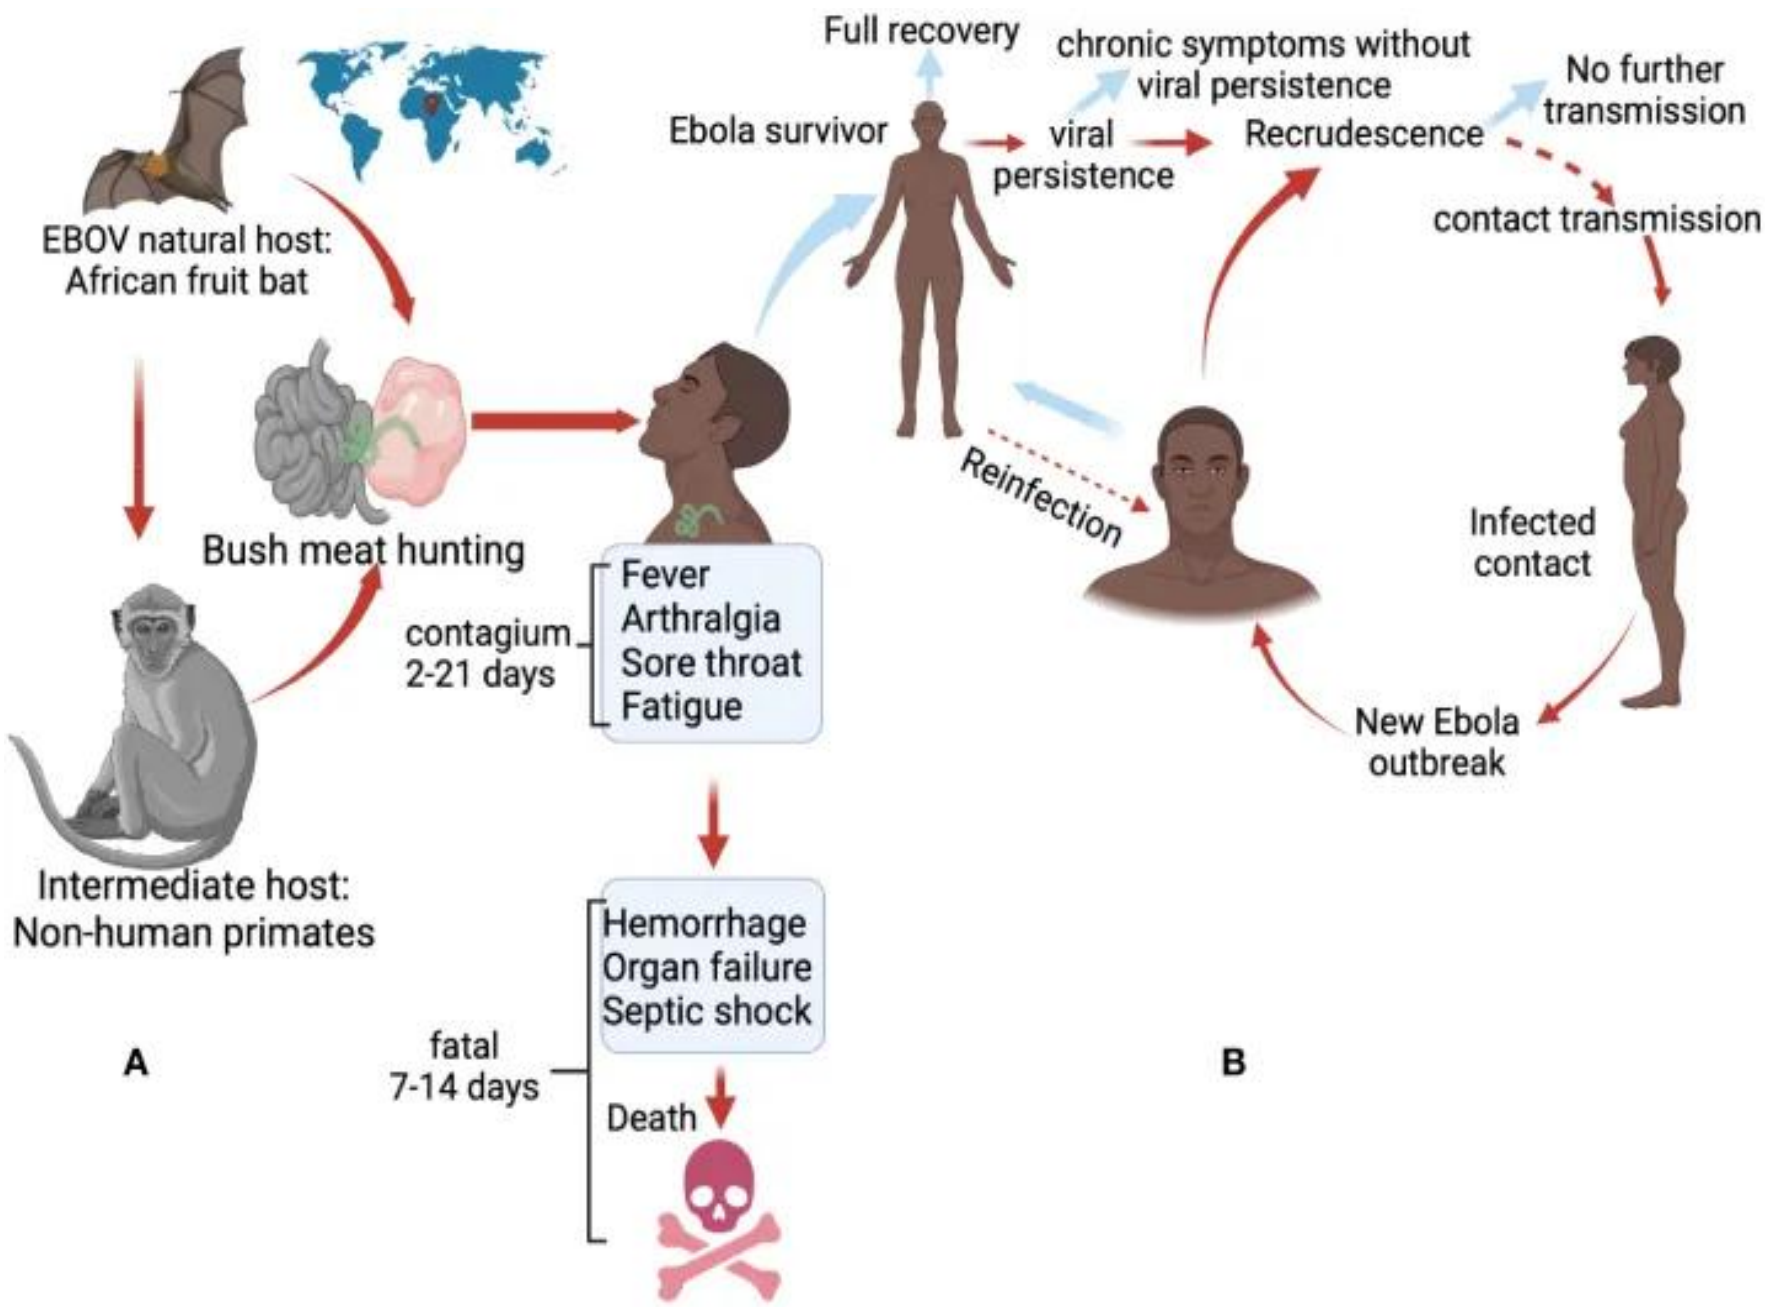 EBOV natural host:
African fruit bat
Bush meat hunting
Intermediate host:
Non-human primates
contagium
2-21 days
Fever
Arthralgia
Sore throat
Fatigue
Hemorrhage
Organ failure
Septic shock
fatal
7-14 days
Death
A
Full recovery
Ebola survivor
viral
persistence
chronic symptoms without
viral persistence
Recrudescence
No further
transmission
contact transmission
Reinfection
Infected
contact
New Ebola
outbreak
B